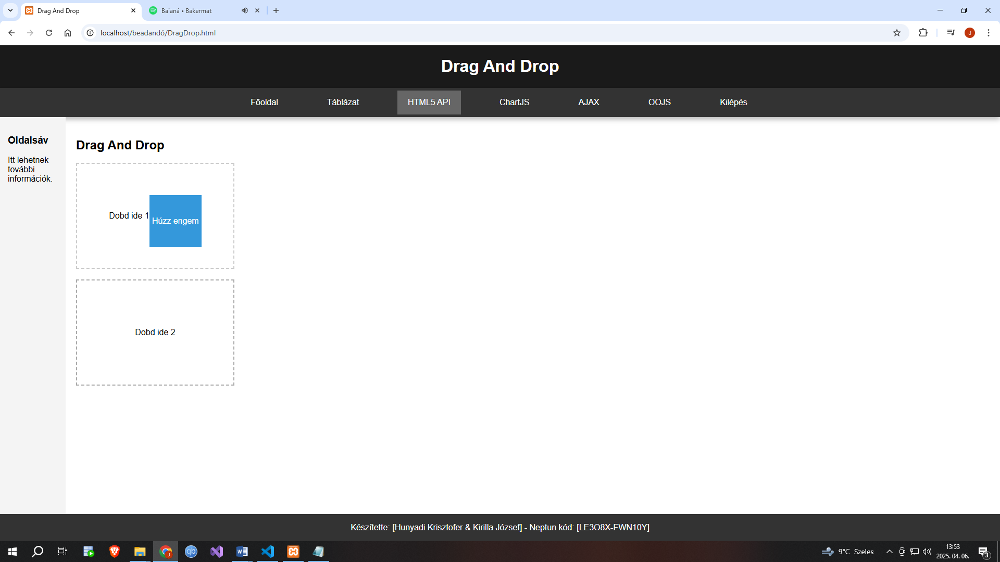 Drag And Drop
Baianá • Bakermat
localhost/beadandó/DragDrop.html
J
Drag And Drop
Főoldal
Táblázat
HTML5 API
ChartJS
AJAX
OOJS
Kilépés
Oldalsáv
Itt lehetnek
további
információk.
Drag And Drop
Dobd ide 1
Húzz engem
Dobd ide 2
Készítette: [Hunyadi Krisztofer & Kirilla József] - Neptun kód: [LE3O8X-FWN10Y]
J
qb
9°C Szeles
13:53
2025. 04. 06.
3